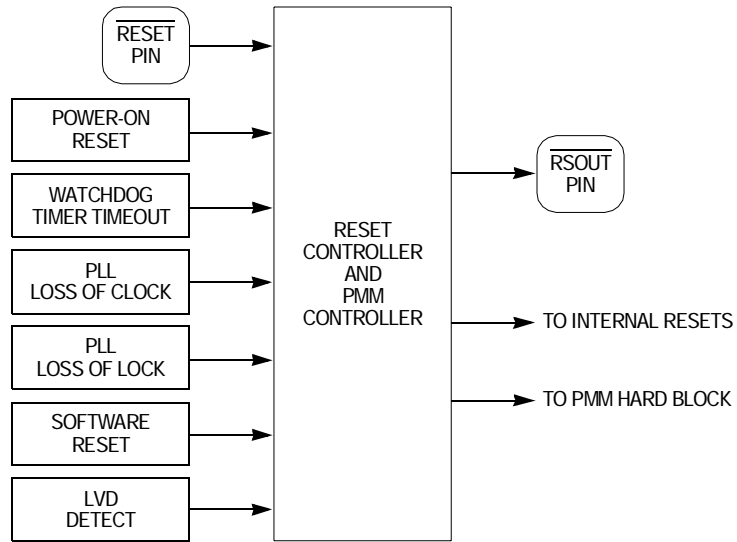 RESET
PIN
POWER-ON
RESET
WATCHDOG
TIMER TIMEOUT
PLL
LOSS OF CLOCK
PLL
LOSS OF LOCK
SOFTWARE
RESET
LVD
DETECT
RESET
CONTROLLER
AND
PMM
CONTROLLER
RSOUT
PIN
TO INTERNAL RESETS
TO PMM HARD BLOCK